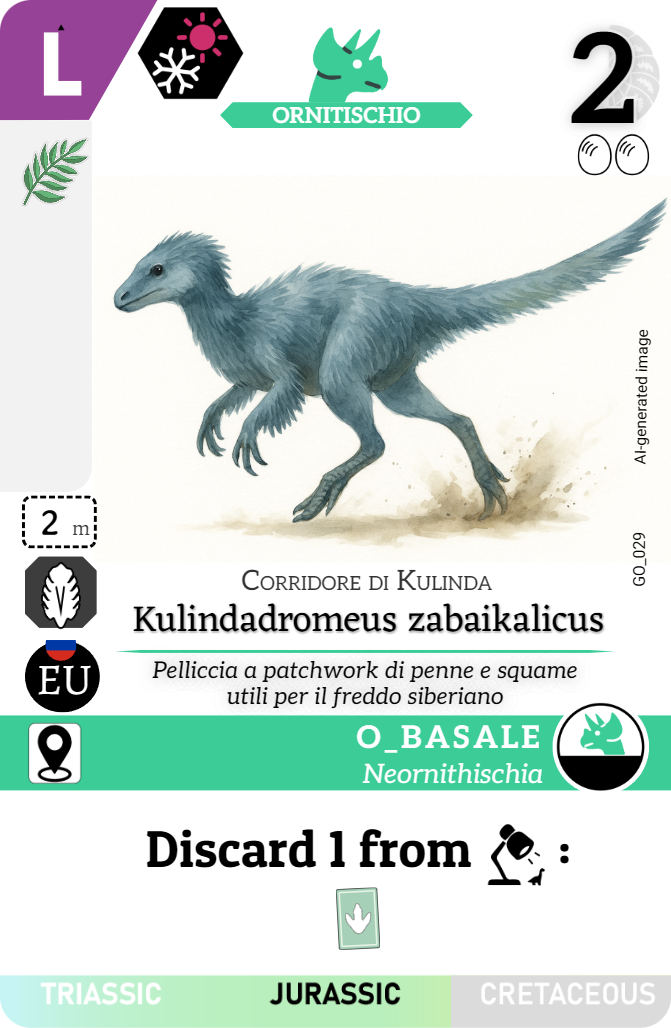 L
ORNITISCHIO
2
AI-generated image
GO_029
2 m
Corridore di Kulinda
Kulindadromeus zabaikalicus
EU
Pelliccia a patchwork di penne e squame
utili per il freddo siberiano
O_BASALE
Neornithischia
Discard 1 from :
TRIASSIC JURASSIC CRETACEOUS